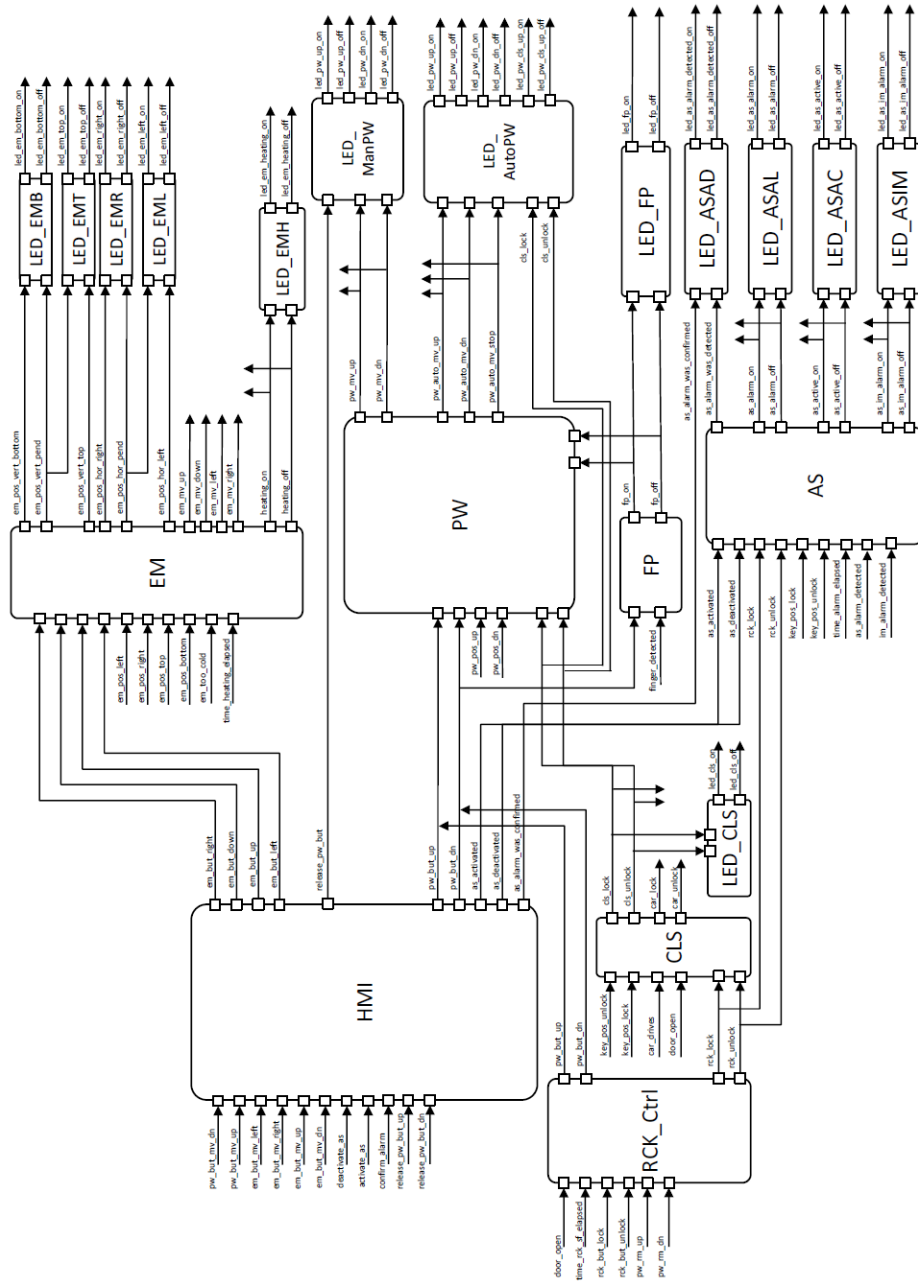 pw_but_mv_dn
pw_but_mv_up
em_but_mv_left
em_but_mv_right
em_but_mv_up
em_but_mv_dn
deactivate_as
activate_as
confirm_alarm
release_pw_but_up
release_pw_but_dn
HMI
em_but_right
em_but_down
em_but_up
em_but_left
release_pw_but
pw_but_up
pw_but_dn
as_activated
as_deactivated
as_alarm_was_confirmed
em_pos_left
em_pos_right
em_pos_top
em_pos_bottom
em_too_cold
time_heating_elapsed
EM
em_pos_vert_bottom
em_pos_vert_pend
em_pos_vert_top
em_pos_hor_right
em_pos_hor_pend
em_pos_hor_left
em_mv_up
em_mv_down
em_mv_left
em_mv_right
heating_on
heating_off
LED_EMB
led_em_bottom_on
led_em_bottom_off
LED_EMT
led_em_top_on
led_em_top_off
LED_EMR
led_em_right_on
led_em_right_off
LED_EML
led_em_left_on
led_em_left_off
LED_EMH
led_em_heating_on
led_em_heating_off
pw_pos_up
pw_pos_dn
PW
pw_mv_up
pw_mv_dn
pw_auto_mv_up
pw_auto_mv_dn
pw_auto_mv_stop
LED_
ManPW
led_pw_up_on
led_pw_up_off
led_pw_dn_on
led_pw_dn_off
cls_lock
cls_unlock
LED_
AutoPW
led_pw_up_on
led_pw_up_off
led_pw_dn_on
led_pw_dn_off
led_pw_cls_up_on
led_pw_cls_up_off
finger_detected
FP
fp_on
fp_off
LED_FP
led_fp_on
led_fp_off
door_open
time_rck_sf_elapsed
rck_but_lock
rck_but_unlock
pw_rm_up
pw_rm_dn
RCK_Ctrl
pw_but_up
pw_but_dn
rck_lock
rck_unlock
key_pos_unlock
key_pos_lock
car_drives
door_open
CLS
cls_lock
cls_unlock
car_lock
car_unlock
LED_CLS
led_cls_on
led_cls_off
as_activated
as_deactivated
rck_lock
rck_unlock
key_pos_lock
key_pos_unlock
time_alarm_elapsed
as_alarm_detected
im_alarm_detected
AS
as_alarm_was_confirmed
as_alarm_was_detected
as_alarm_on
as_alarm_off
as_active_on
as_active_off
as_im_alarm_on
as_im_alarm_off
LED_ASAD
led_as_alarm_detected_on
led_as_alarm_detected_off
LED_ASAL
led_as_alarm_on
led_as_alarm_off
LED_ASAC
led_as_active_on
led_as_active_off
LED_ASIM
led_as_im_alarm_on
led_as_im_alarm_off